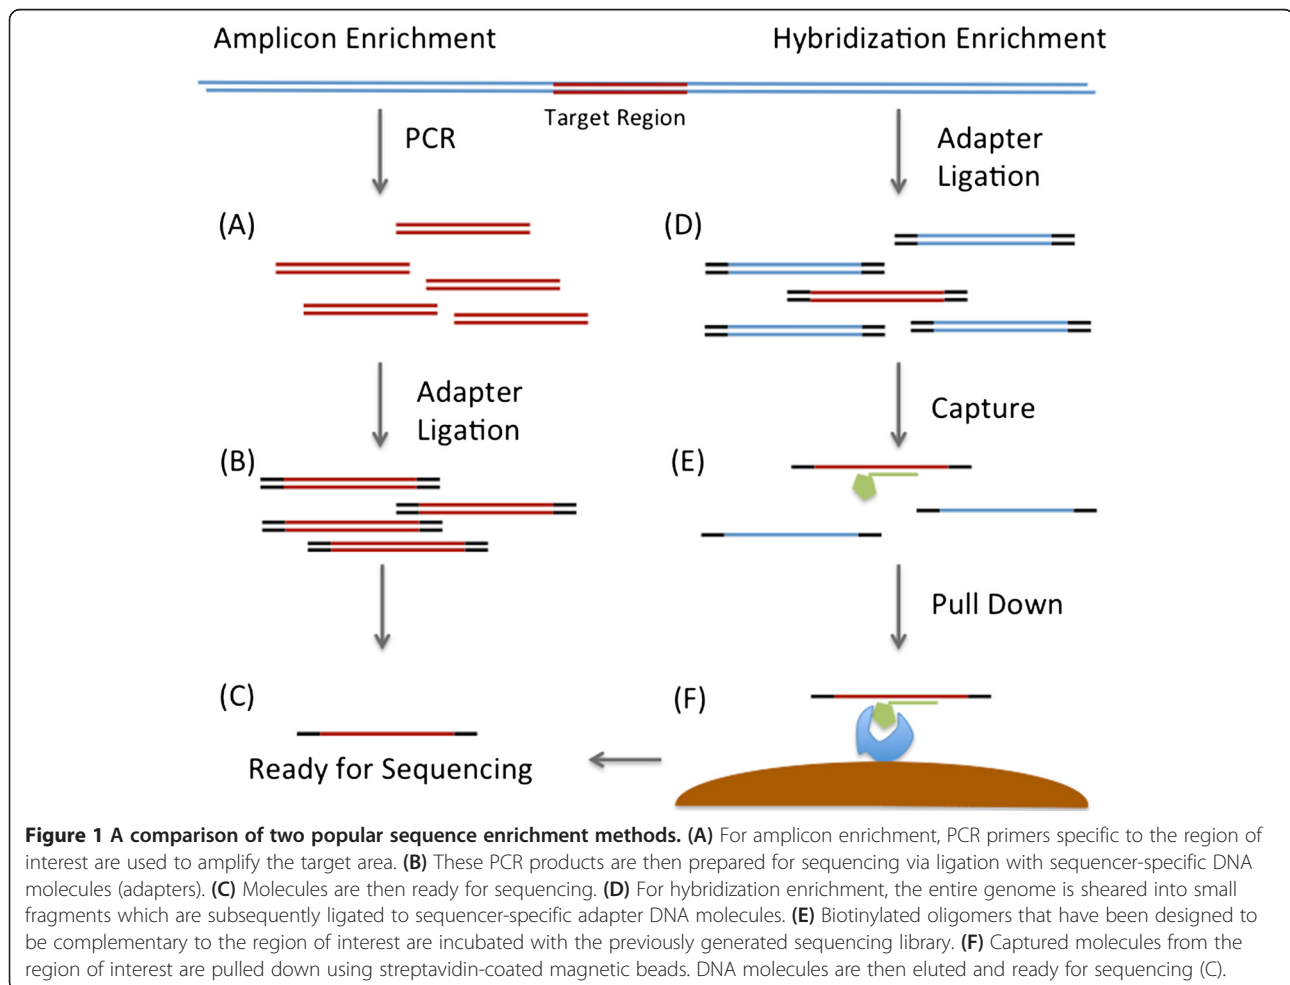 Amplicon Enrichment
Hybridization Enrichment
Target Region
PCR
Adapter
Ligation
(A)
(D)
Adapter
Ligation
Capture
(B)
(E)
Pull Down
(C)
(F)
Ready for Sequencing
Figure 1 A comparison of two popular sequence enrichment methods. (A) For amplicon enrichment, PCR primers specific to the region of
interest are used to amplify the target area. (B) These PCR products are then prepared for sequencing via ligation with sequencer-specific DNA
molecules (adapters). (C) Molecules are then ready for sequencing. (D) For hybridization enrichment, the entire genome is sheared into small
fragments which are subsequently ligated to sequencer-specific adapter DNA molecules. (E) Biotinylated oligomers that have been designed to
be complementary to the region of interest are incubated with the previously generated sequencing library. (F) Captured molecules from the
region of interest are pulled down using streptavidin-coated magnetic beads. DNA molecules are then eluted and ready for sequencing (C).